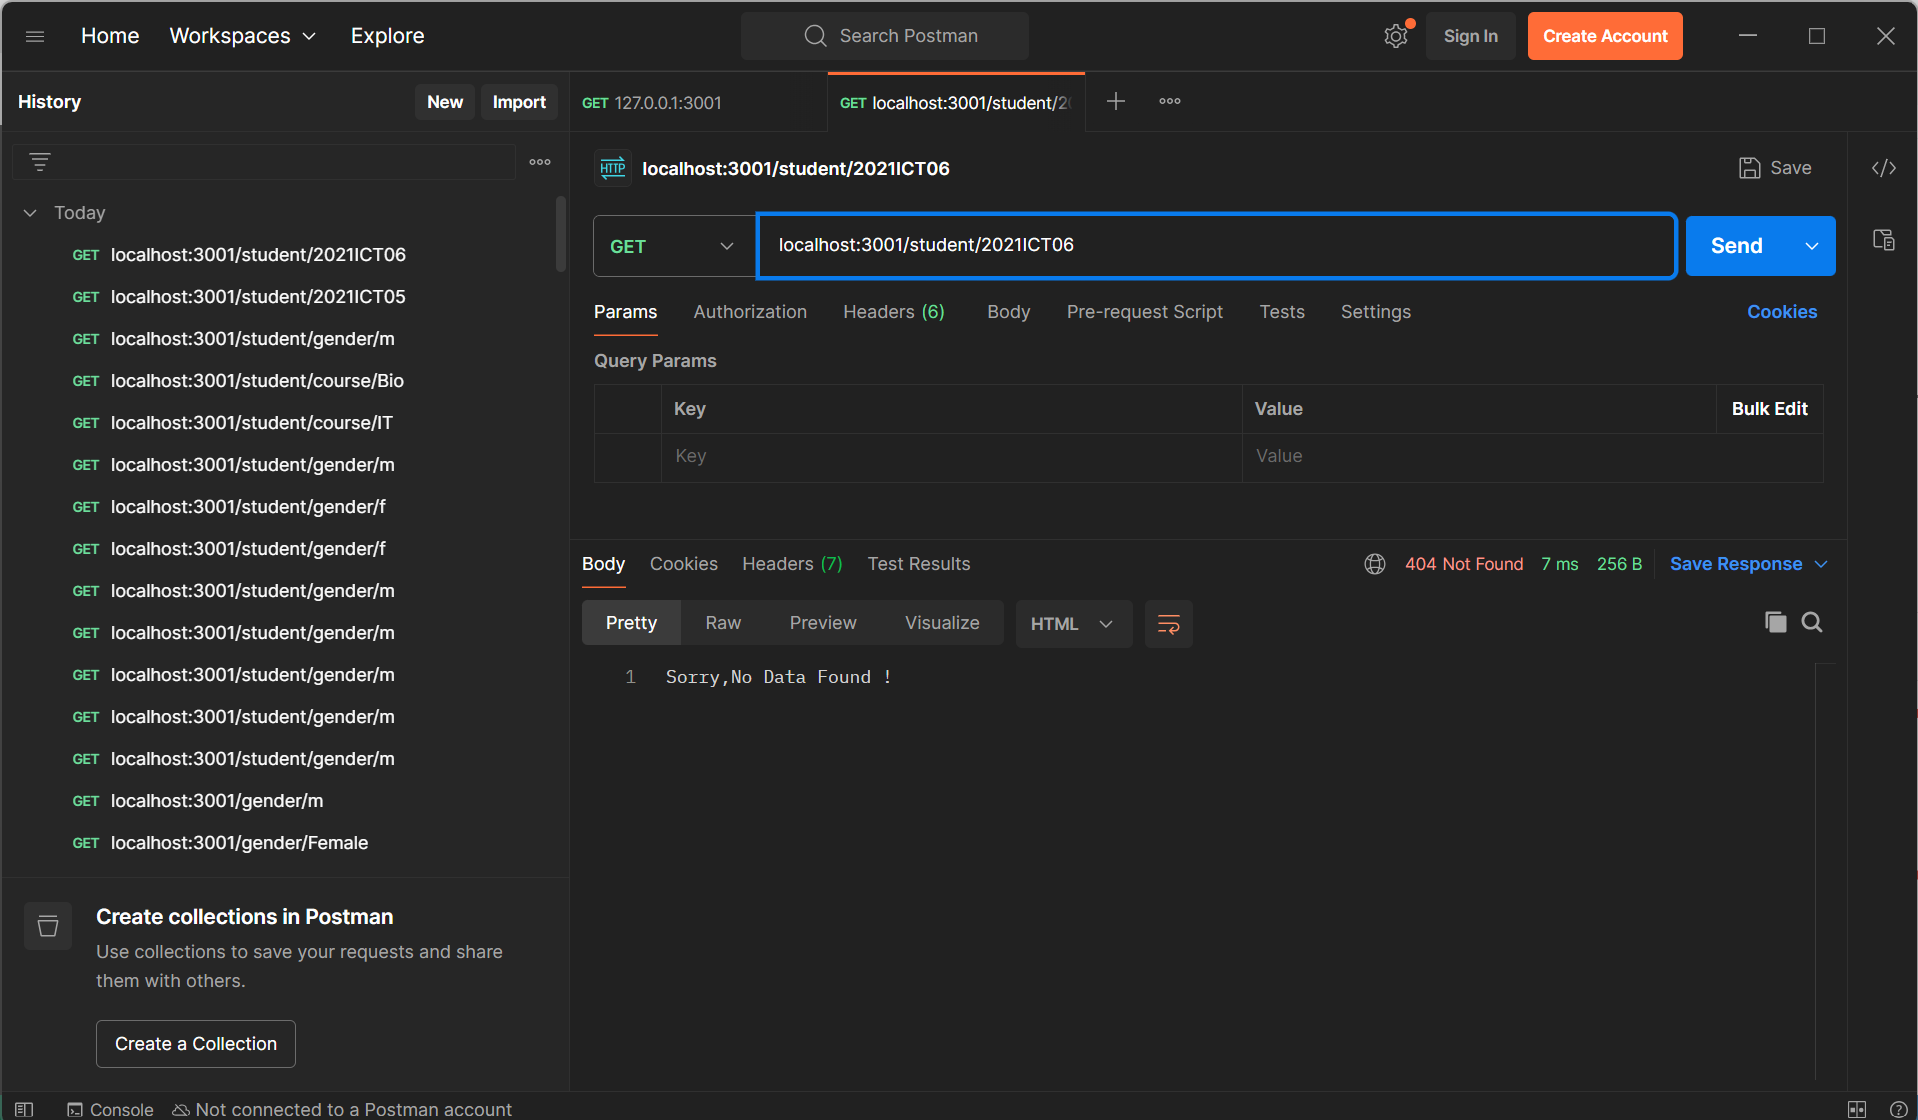 Home Workspaces Explore Search Postman Sign In Create Account
History New Import
GET 127.0.0.1:3001 GET localhost:3001/student/20
Today
GET localhost:3001/student/2021ICT06
GET localhost:3001/student/2021ICT05
GET localhost:3001/student/gender/m
GET localhost:3001/student/course/Bio
GET localhost:3001/student/course/IT
GET localhost:3001/student/gender/m
GET localhost:3001/student/gender/f
GET localhost:3001/student/gender/f
GET localhost:3001/student/gender/m
GET localhost:3001/student/gender/m
GET localhost:3001/student/gender/m
GET localhost:3001/student/gender/m
GET localhost:3001/student/gender/m
GET localhost:3001/gender/m
GET localhost:3001/gender/Female
Create collections in Postman
Use collections to save your requests and share
them with others.
Create a Collection
HTTP localhost:3001/student/2021ICT06 Save
GET localhost:3001/student/2021ICT06 Send
Params Authorization Headers (6) Body Pre-request Script Tests Settings Cookies
Query Params
Key Value Bulk Edit
Key Value
Body Cookies Headers (7) Test Results 404 Not Found 7 ms 256 B Save Response
Pretty Raw Preview Visualize HTML
1 Sorry,No Data Found !
Console Not connected to a Postman account